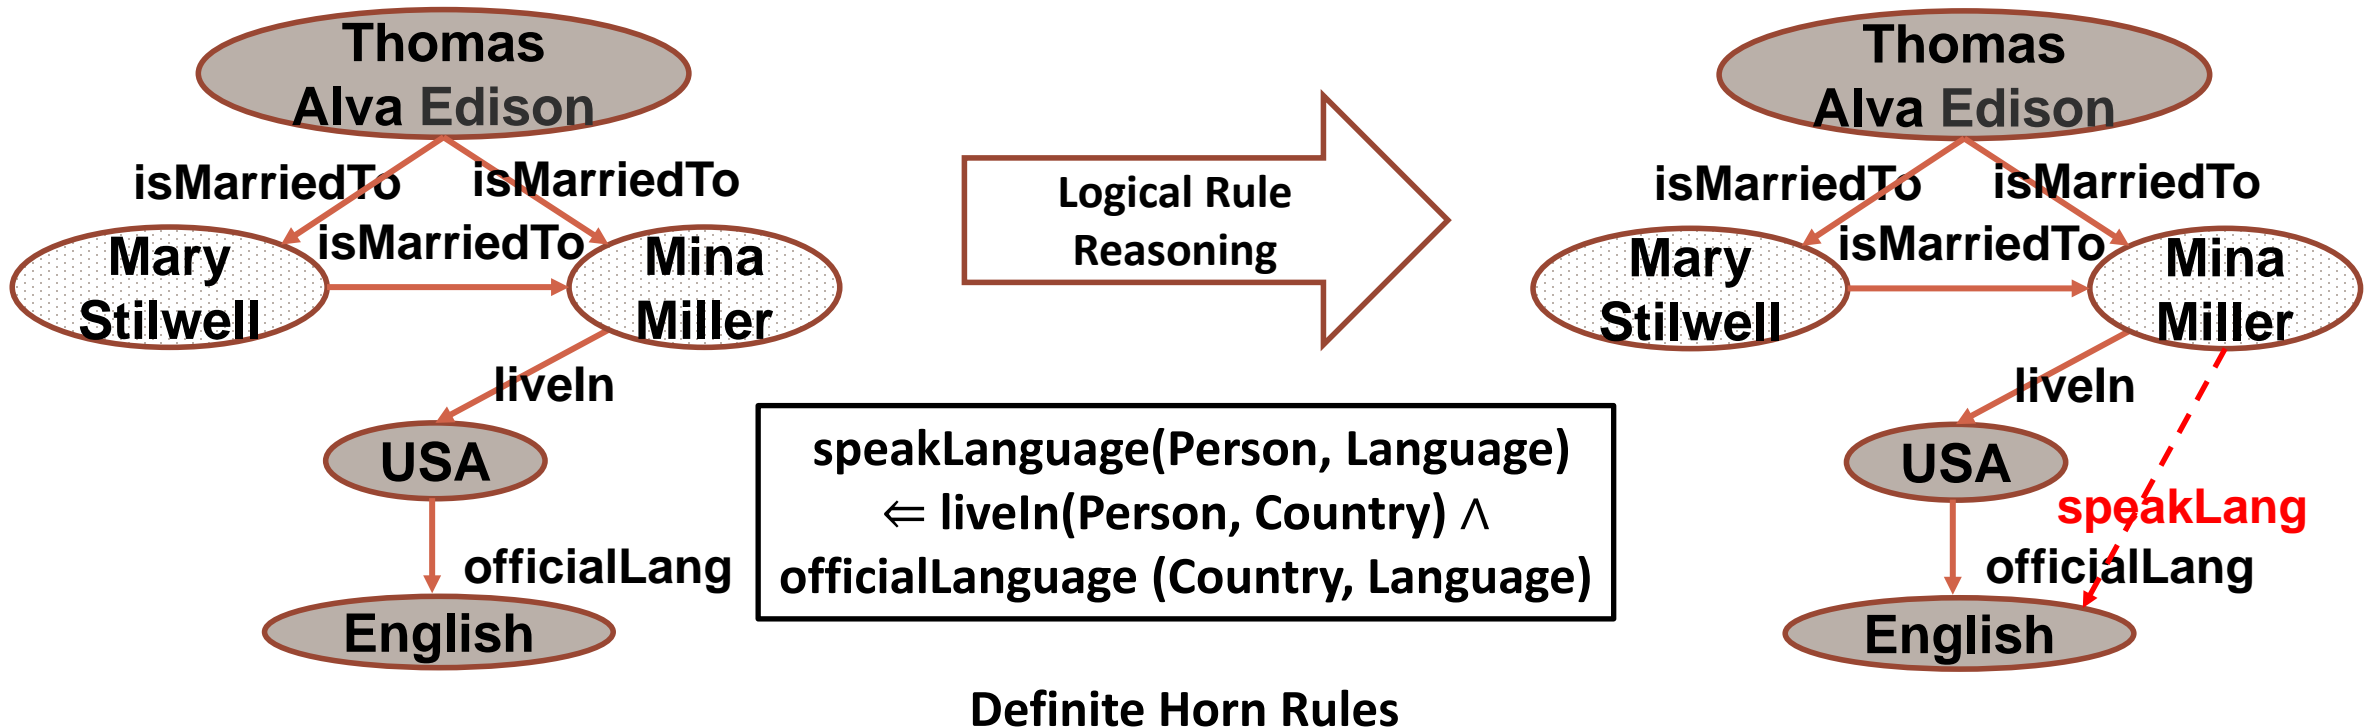 Thomas
Alva Edison
isMarriedTo
isMarriedTo
isMarriedTo
Mary
Stilwell
Mina
Miller
liveIn
USA
officialLang
English
Logical Rule
Reasoning
speakLanguage(Person, Language)
⇐ liveIn(Person, Country) ∧
officialLanguage (Country, Language)
Definite Horn Rules
Thomas
Alva Edison
isMarriedTo
isMarriedTo
isMarriedTo
Mary
Stilwell
Mina
Miller
liveIn
USA
speakLang
officialLang
English